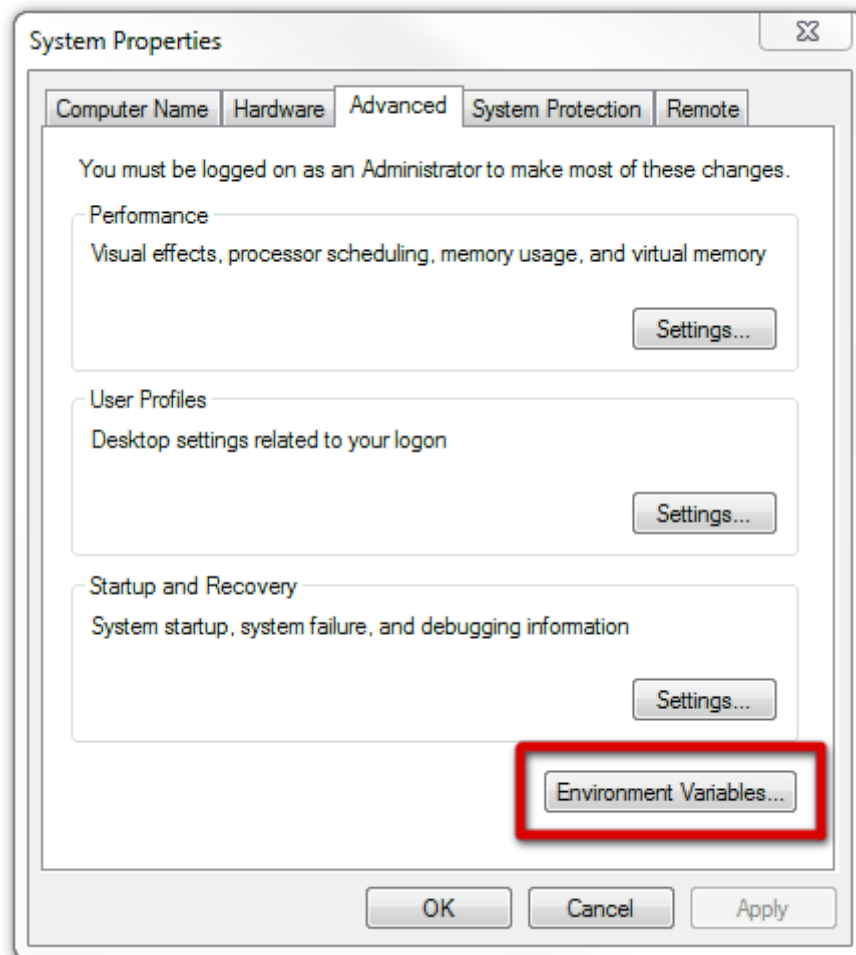 System Properties
Computer Name Hardware Advanced System Protection Remote
You must be logged on as an Administrator to make most of these changes.
Performance
Visual effects, processor scheduling, memory usage, and virtual memory
Settings...
User Profiles
Desktop settings related to your logon
Settings...
Startup and Recovery
System startup, system failure, and debugging information
Settings...
Environment Variables...
OK Cancel Apply